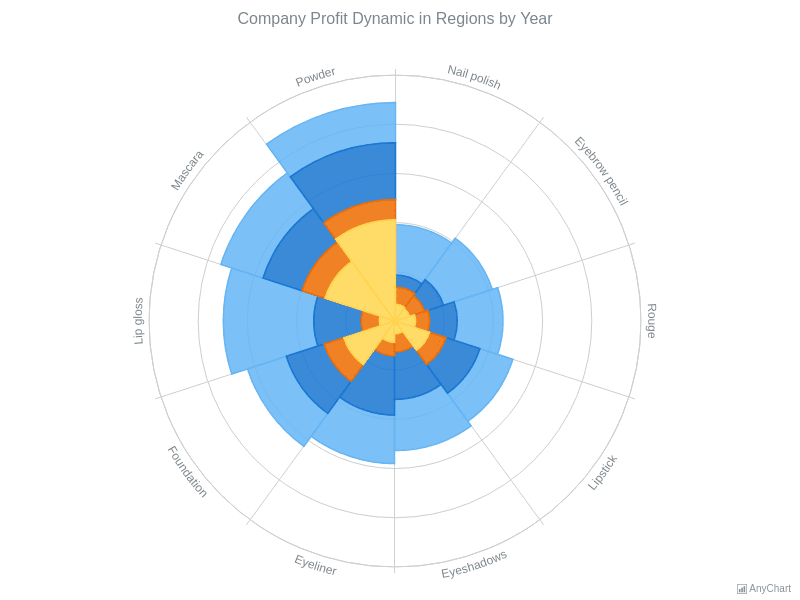 Company Profit Dynamic in Regions by Year
Nail polish
Eyebrow pencil
Rouge
Lipstick
Eyeshadows
Eyeliner
Foundation
Lip gloss
Mascara
Powder
AnyChart